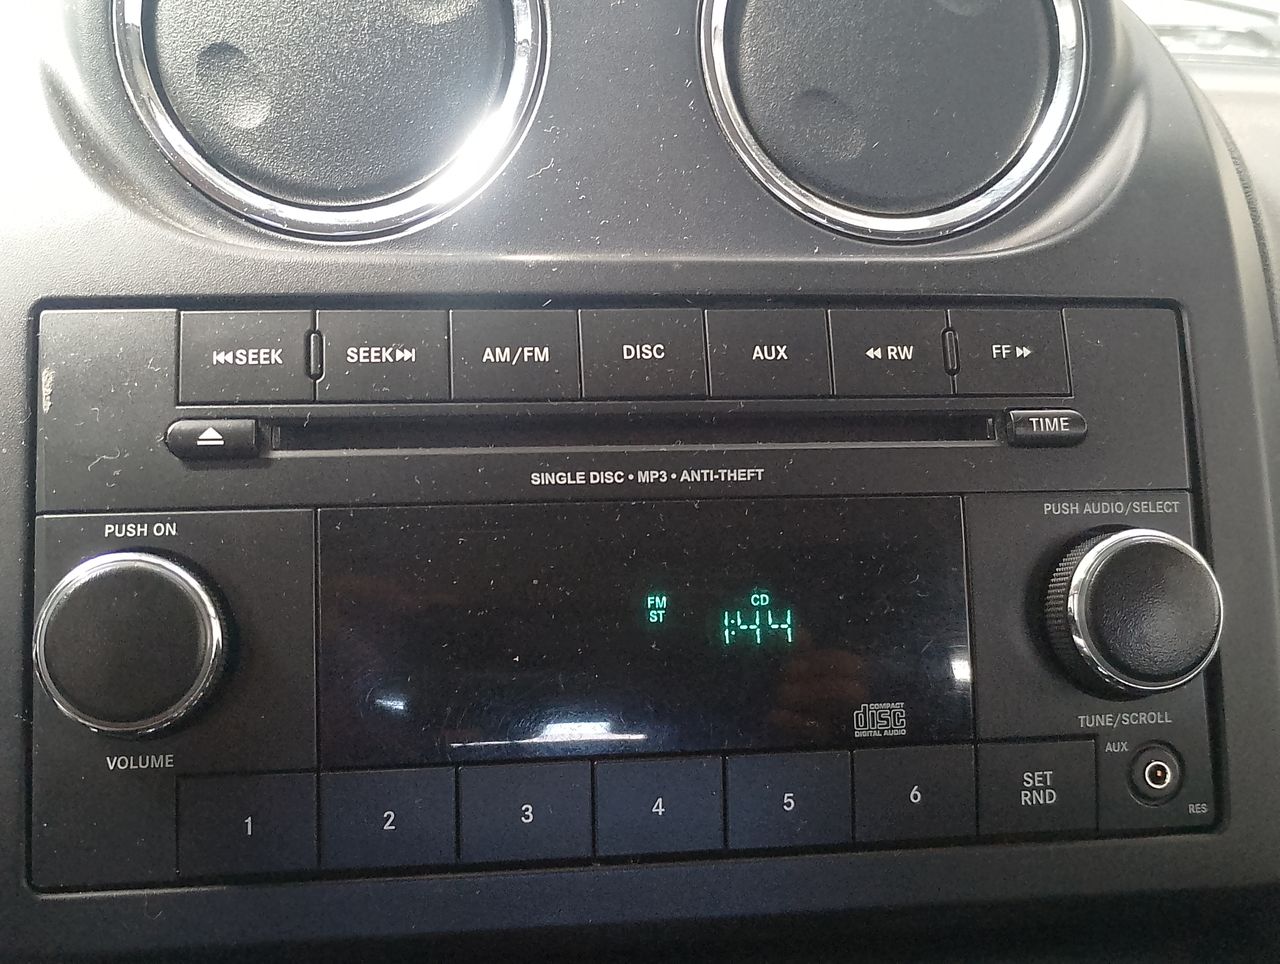 SEEK
SEEK
AM/FM
DISC
AUX
RW
FF
TIME
SINGLE DISC • MP3 • ANTI-THEFT
PUSH ON
PUSH AUDIO/SELECT
FM
ST
CD
1:44
COMPACT
disc
DIGITAL AUDIO
VOLUME
TUNE/SCROLL
AUX
1
2
3
4
5
6
SET
RND
RES